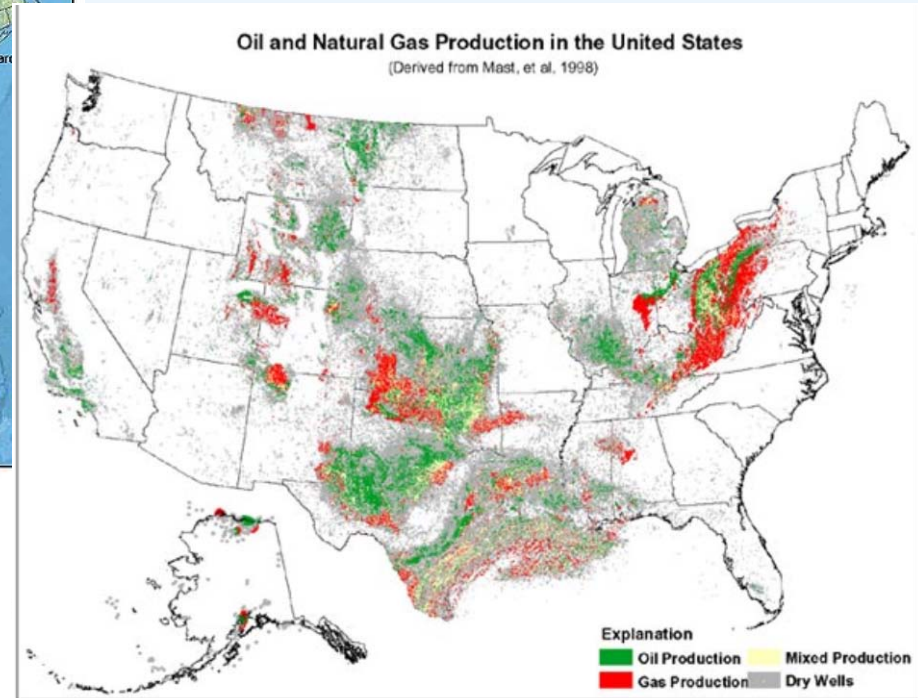 Oil and Natural Gas Production in the United States
(Derived from Mast, et al, 1998)
Explanation
Oil Production
Mixed Production
Gas Production
Dry Wells